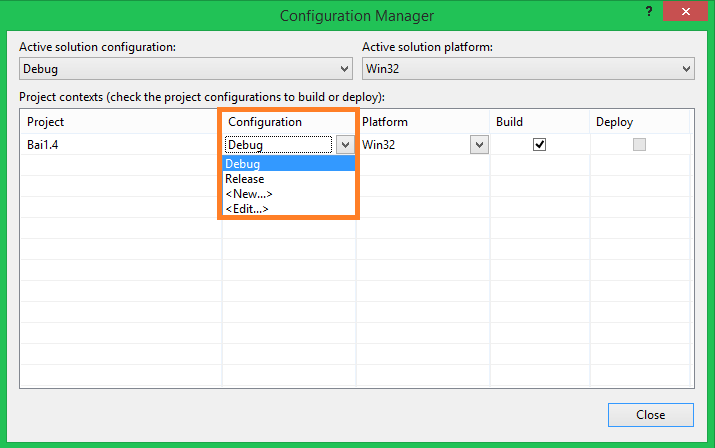 Configuration Manager
?
Active solution configuration: Active solution platform:
Debug Win32
Project contexts (check the project configurations to build or deploy):
Project Configuration Platform Build Deploy
Bai1.4 Debug Win32
Debug
Release
<New...>
<Edit...>
Close